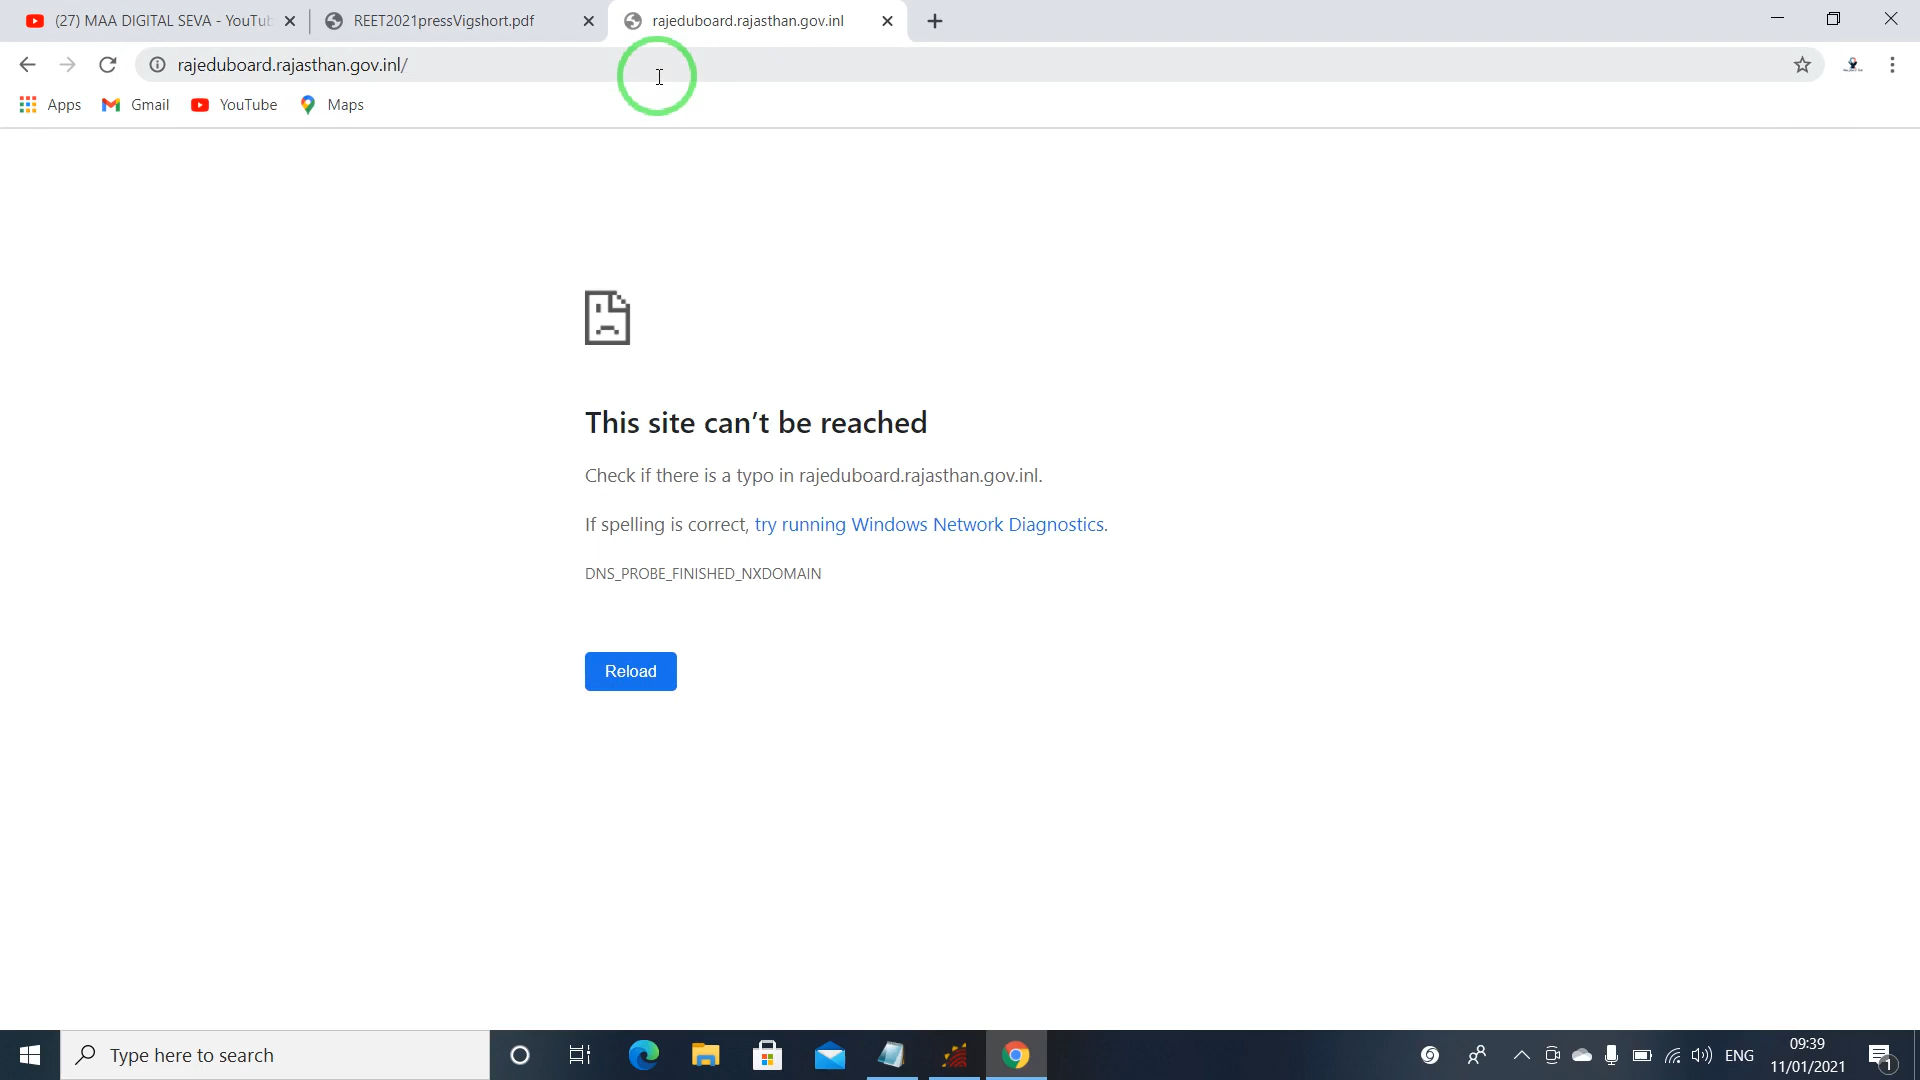 (27) MAA DIGITAL SEVA - YouTub
REET2021pressVigshort.pdf
rajeduboard.rajasthan.gov.inl
rajeduboard.rajasthan.gov.inl/
Apps
Gmail
YouTube
Maps
This site can’t be reached
Check if there is a typo in rajeduboard.rajasthan.gov.inl.
If spelling is correct, try running Windows Network Diagnostics.
DNS_PROBE_FINISHED_NXDOMAIN
Reload
Type here to search
ENG
09:39
11/01/2021
1